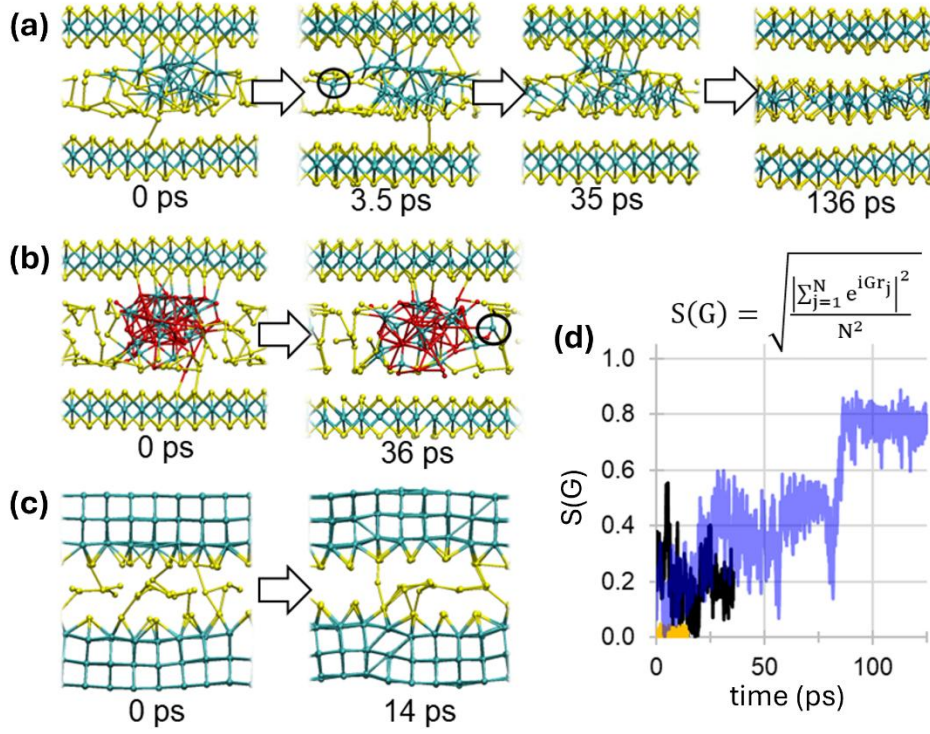 (a)
0 ps
3.5 ps
35 ps
136 ps
(b)
0 ps
36 ps
(c)
0 ps
14 ps
(d)
S(G) = √(|∑_{j=1}^{N} e^{iGr_j}|^2 / N^2)
1.0
0.8
0.6
0.4
0.2
0.0
S(G)
0
50
100
time (ps)